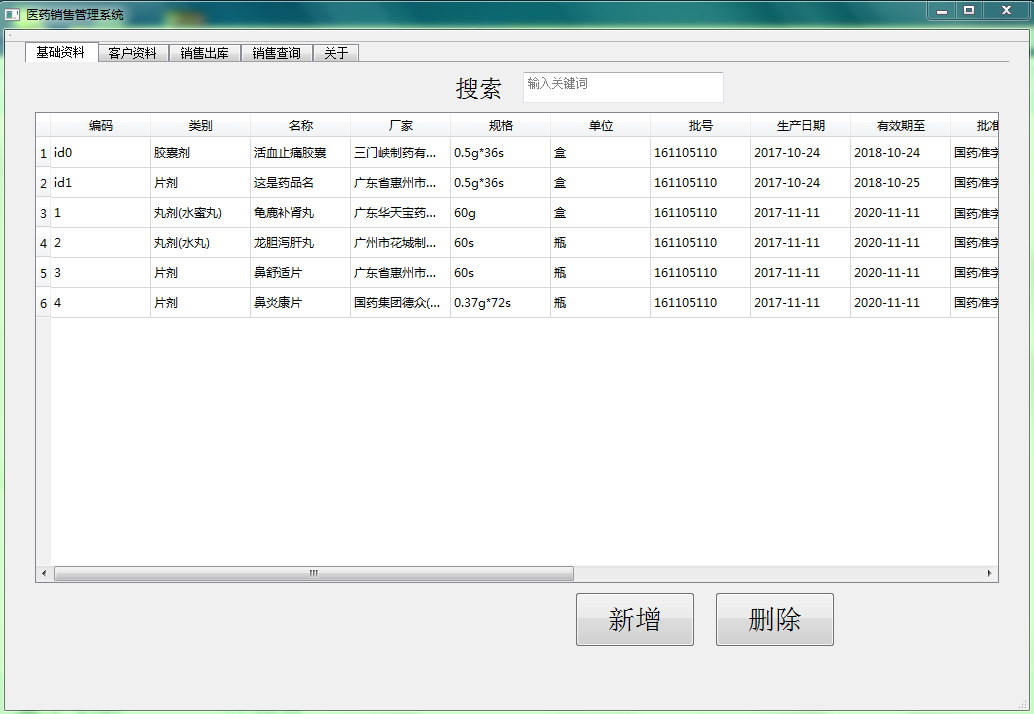 医药销售管理系统
基础资料 客户资料 销售出库 销售查询 关于
搜索 输入关键词
编码 类别 名称 厂家 规格 单位 批号 生产日期 有效期至 批准
1 id0 胶囊剂 活血止痛胶囊 三门峡制药有... 0.5g*36s 盒 161105110 2017-10-24 2018-10-24 国药准字
2 id1 片剂 这是药品名 广东省惠州市... 0.5g*36s 盒 161105110 2017-10-24 2018-10-25 国药准字
3 1 丸剂(水蜜丸) 龟鹿补肾丸 广东华天宝药... 60g 盒 161105110 2017-11-11 2020-11-11 国药准字
4 2 丸剂(水丸) 龙胆泻肝丸 广州市花城制... 60s 瓶 161105110 2017-11-11 2020-11-11 国药准字
5 3 片剂 鼻舒适片 广东省惠州市... 60s 瓶 161105110 2017-11-11 2020-11-11 国药准字
6 4 片剂 鼻炎康片 国药集团德众(... 0.37g*72s 瓶 161105110 2017-11-11 2020-11-11 国药准字
新增 删除